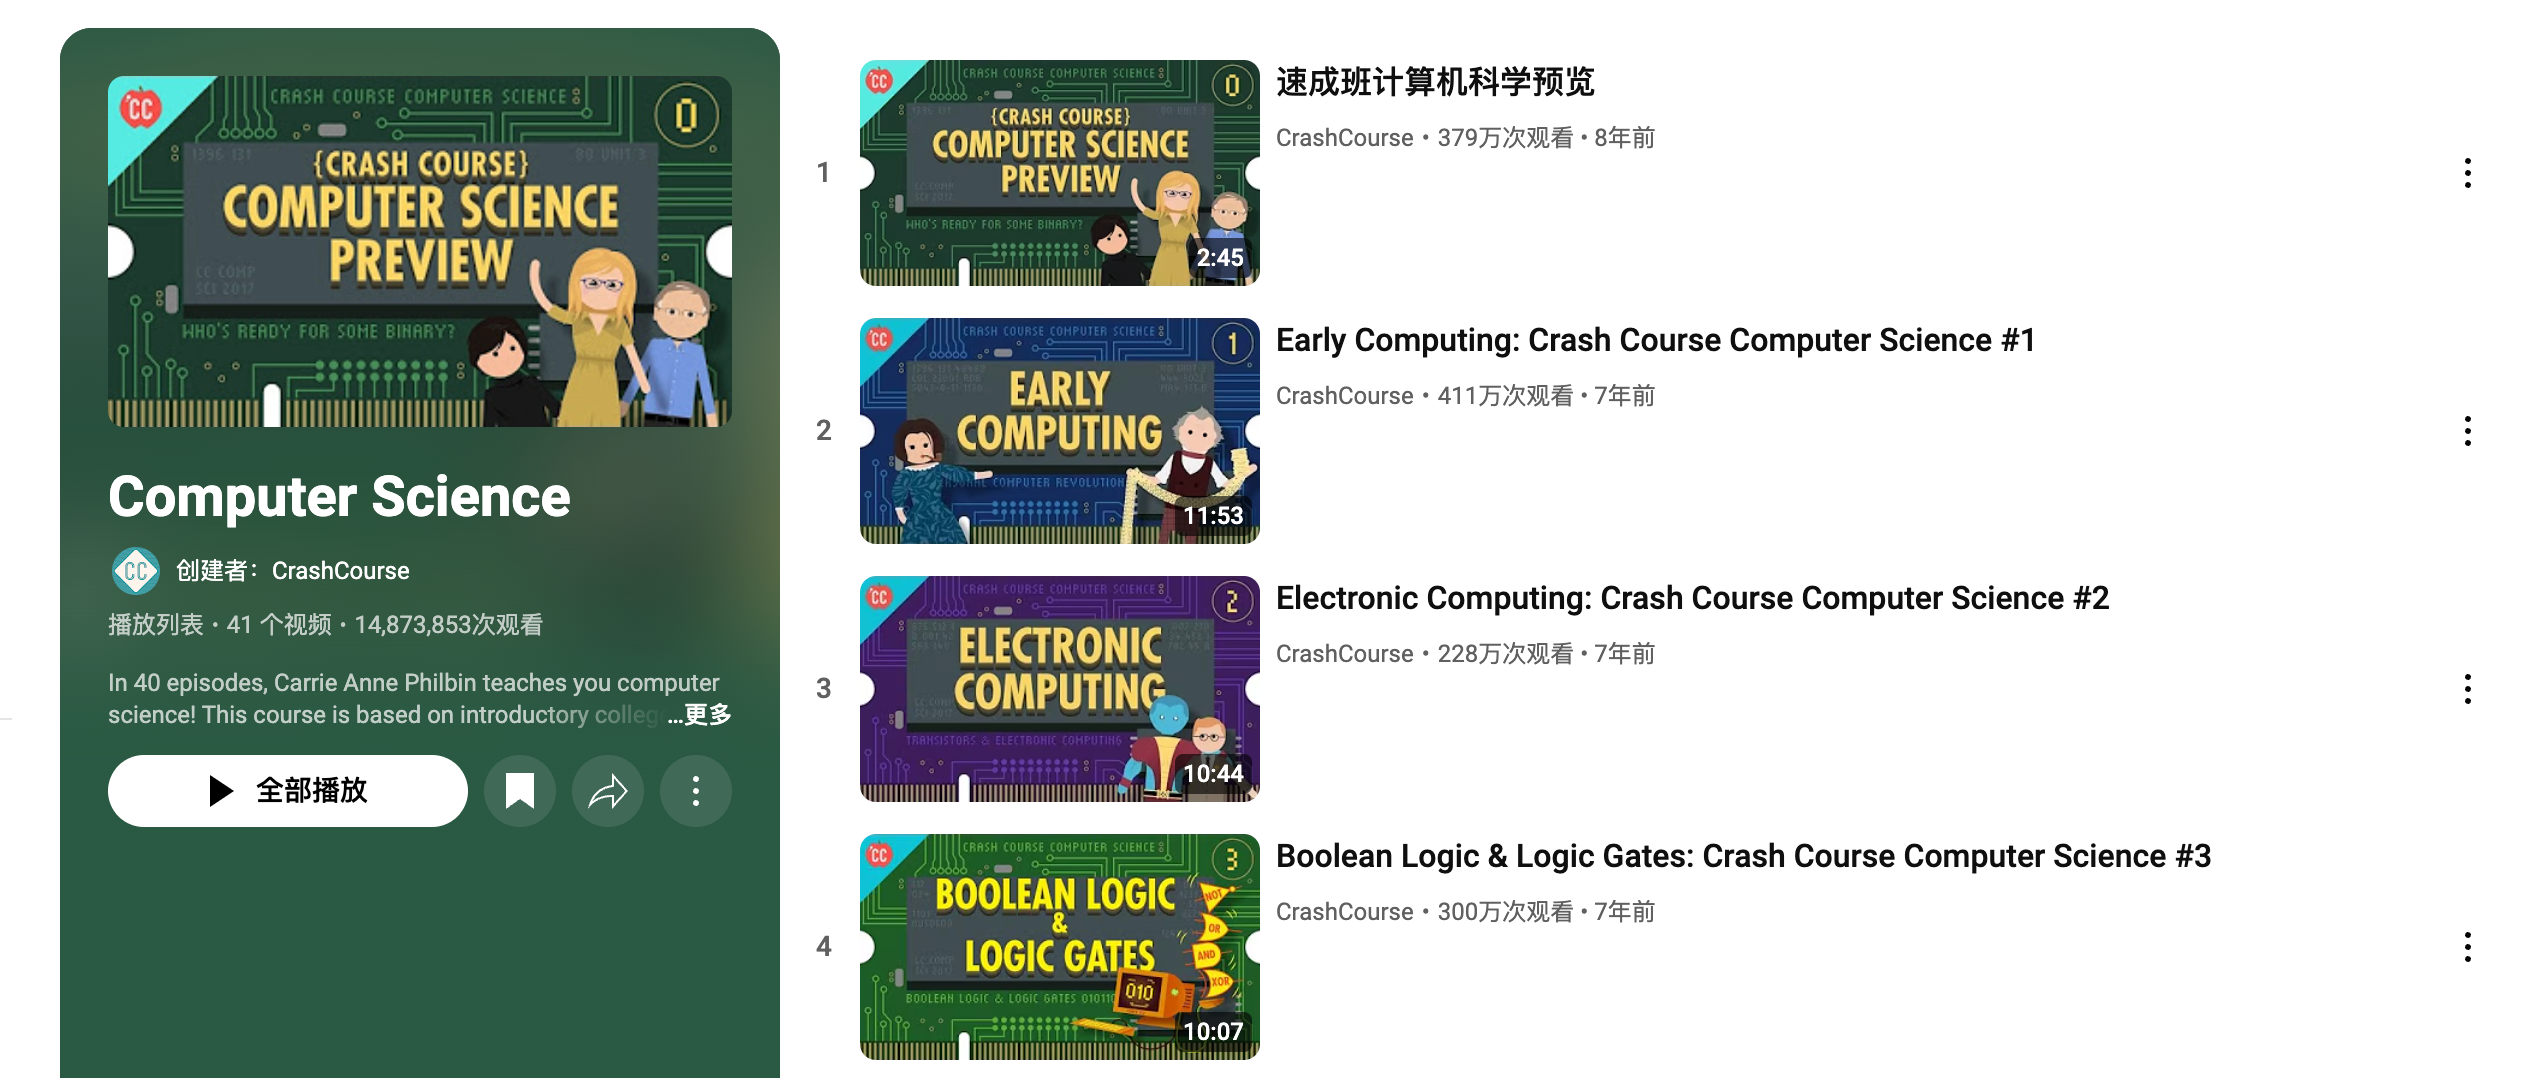 CC
CRASH COURSE COMPUTER SCIENCE
0
1396 131
80 UNIT 3
{CRASH COURSE}
COMPUTER SCIENCE
PREVIEW
CC COMP
SCI 2017
WHO'S READY FOR SOME BINARY?
Computer Science
CC
创建者：CrashCourse
播放列表 • 41 个视频 • 14,873,853次观看
In 40 episodes, Carrie Anne Philbin teaches you computer
science! This course is based on introductory colleg
...更多
全部播放
1
CC
CRASH COURSE COMPUTER SCIENCE
0
{CRASH COURSE}
COMPUTER SCIENCE
PREVIEW
WHO'S READY FOR SOME BINARY?
2:45
速成班计算机科学预览
CrashCourse • 379万次观看 • 8年前
2
CC
CRASH COURSE COMPUTER SCIENCE
1
EARLY
COMPUTING
COMPUTER REVOLUTION
11:53
Early Computing: Crash Course Computer Science #1
CrashCourse • 411万次观看 • 7年前
3
CC
CRASH COURSE COMPUTER SCIENCE
2
ELECTRONIC
COMPUTING
TRANSISTORS & ELECTRONIC COMPUTING
10:44
Electronic Computing: Crash Course Computer Science #2
CrashCourse • 228万次观看 • 7年前
4
CC
CRASH COURSE COMPUTER SCIENCE
3
BOOLEAN LOGIC
&
LOGIC GATES
NOT
OR
AND
XOR
010
BOOLEAN LOGIC & LOGIC GATES 010110
10:07
Boolean Logic & Logic Gates: Crash Course Computer Science #3
CrashCourse • 300万次观看 • 7年前